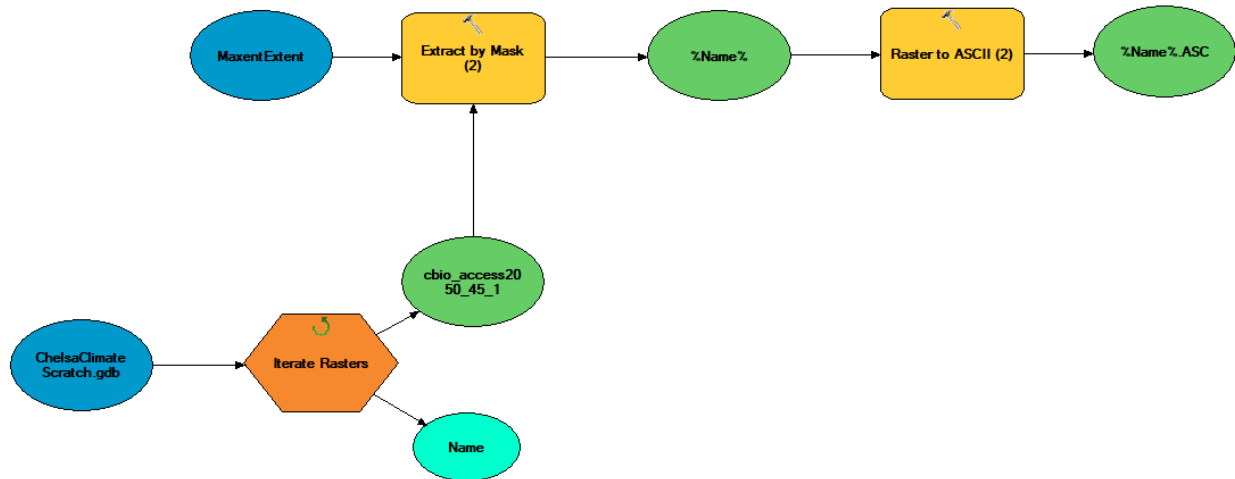 MaxentExtent
Extract by Mask
(2)
%Name%
Raster to ASCII (2)
%Name%.ASC
cbio_access20
50_45_1
ChelsaClimate
Scratch.gdb
Iterate Rasters
Name